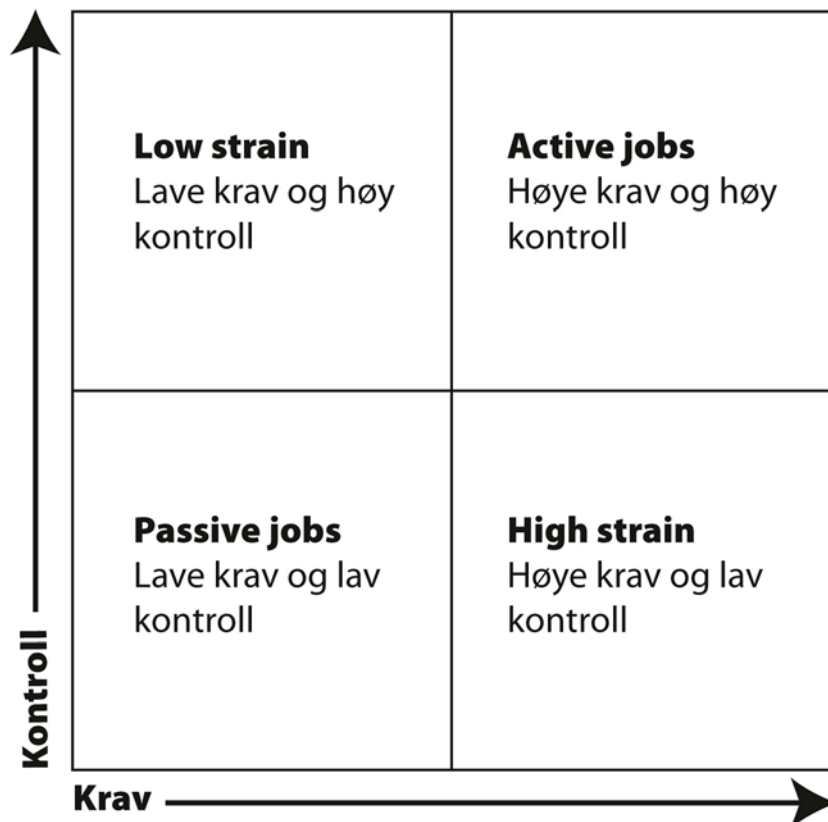 Low strain
Lave krav og høy
kontroll
Active jobs
Høye krav og høy
kontroll
Passive jobs
Lave krav og lav
kontroll
High strain
Høye krav og lav
kontroll
Kontroll
Krav